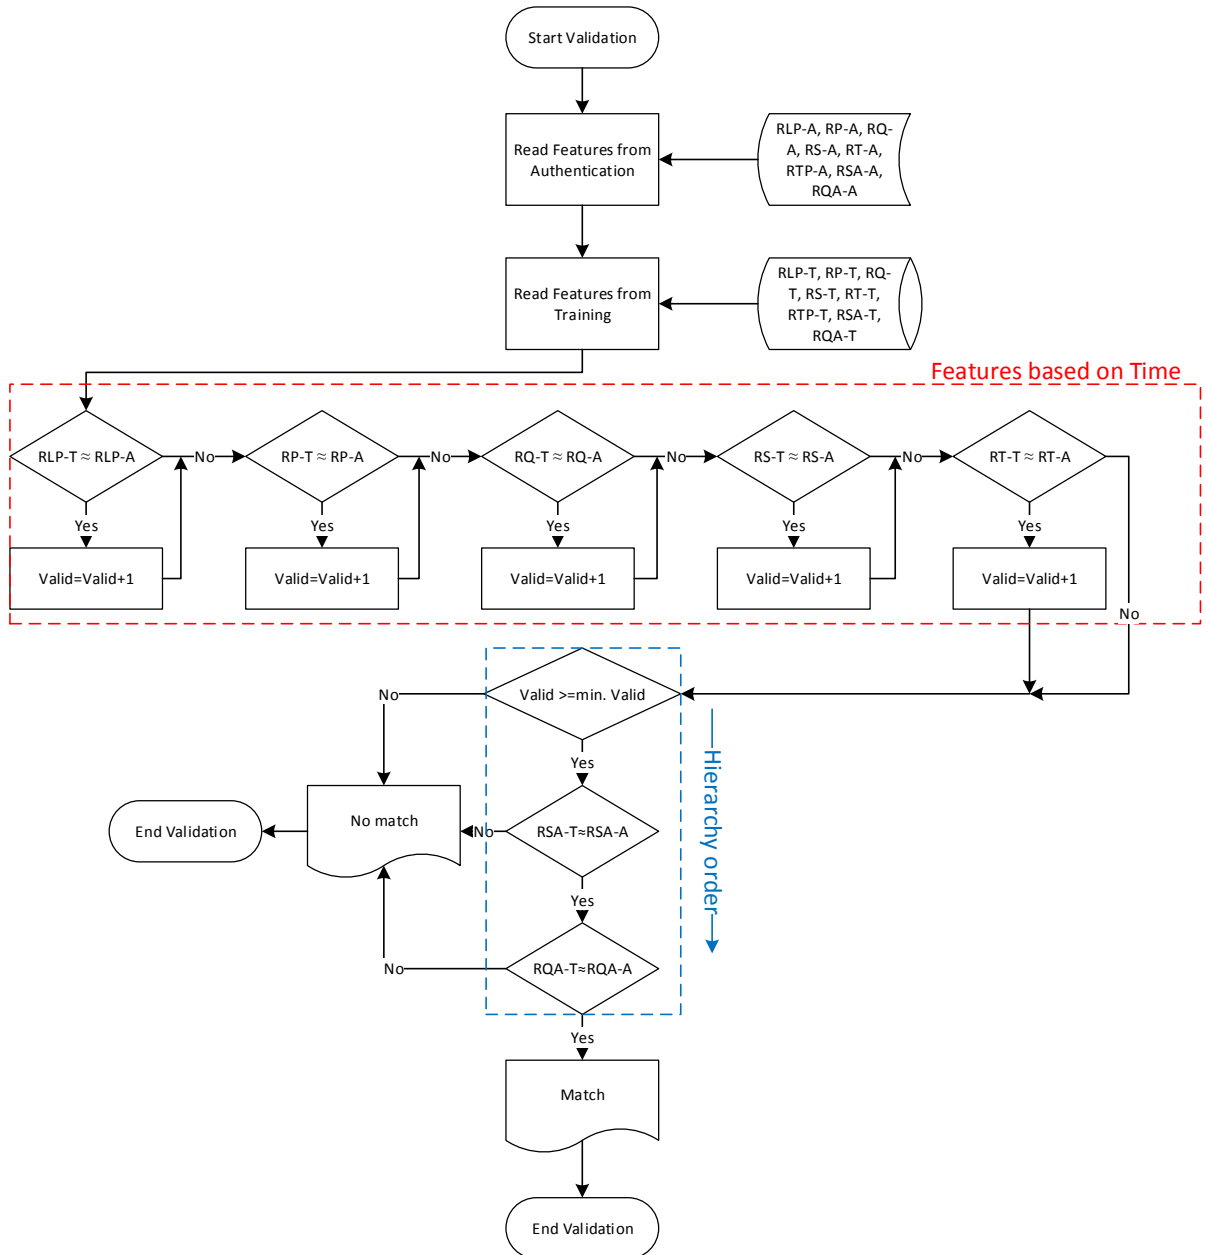 Start Validation
Read Features from
Authentication
RLP-A, RP-A, RQ-
A, RS-A, RT-A,
RTP-A, RSA-A,
RQA-A
Read Features from
Training
RLP-T, RP-T, RQ-
T, RS-T, RT-T,
RTP-T, RSA-T,
RQA-T
Features based on Time
RLP-T ≈ RLP-A
No
RP-T ≈ RP-A
No
RQ-T ≈ RQ-A
No
RS-T ≈ RS-A
No
RT-T ≈ RT-A
Yes
Yes
Yes
Yes
Yes
Valid=Valid+1
Valid=Valid+1
Valid=Valid+1
Valid=Valid+1
Valid=Valid+1
No
No
Valid >=min. Valid
Yes
Hierarchy order
No match
End Validation
No
RSA-T≈RSA-A
Yes
No
RQA-T≈RQA-A
Yes
Match
End Validation